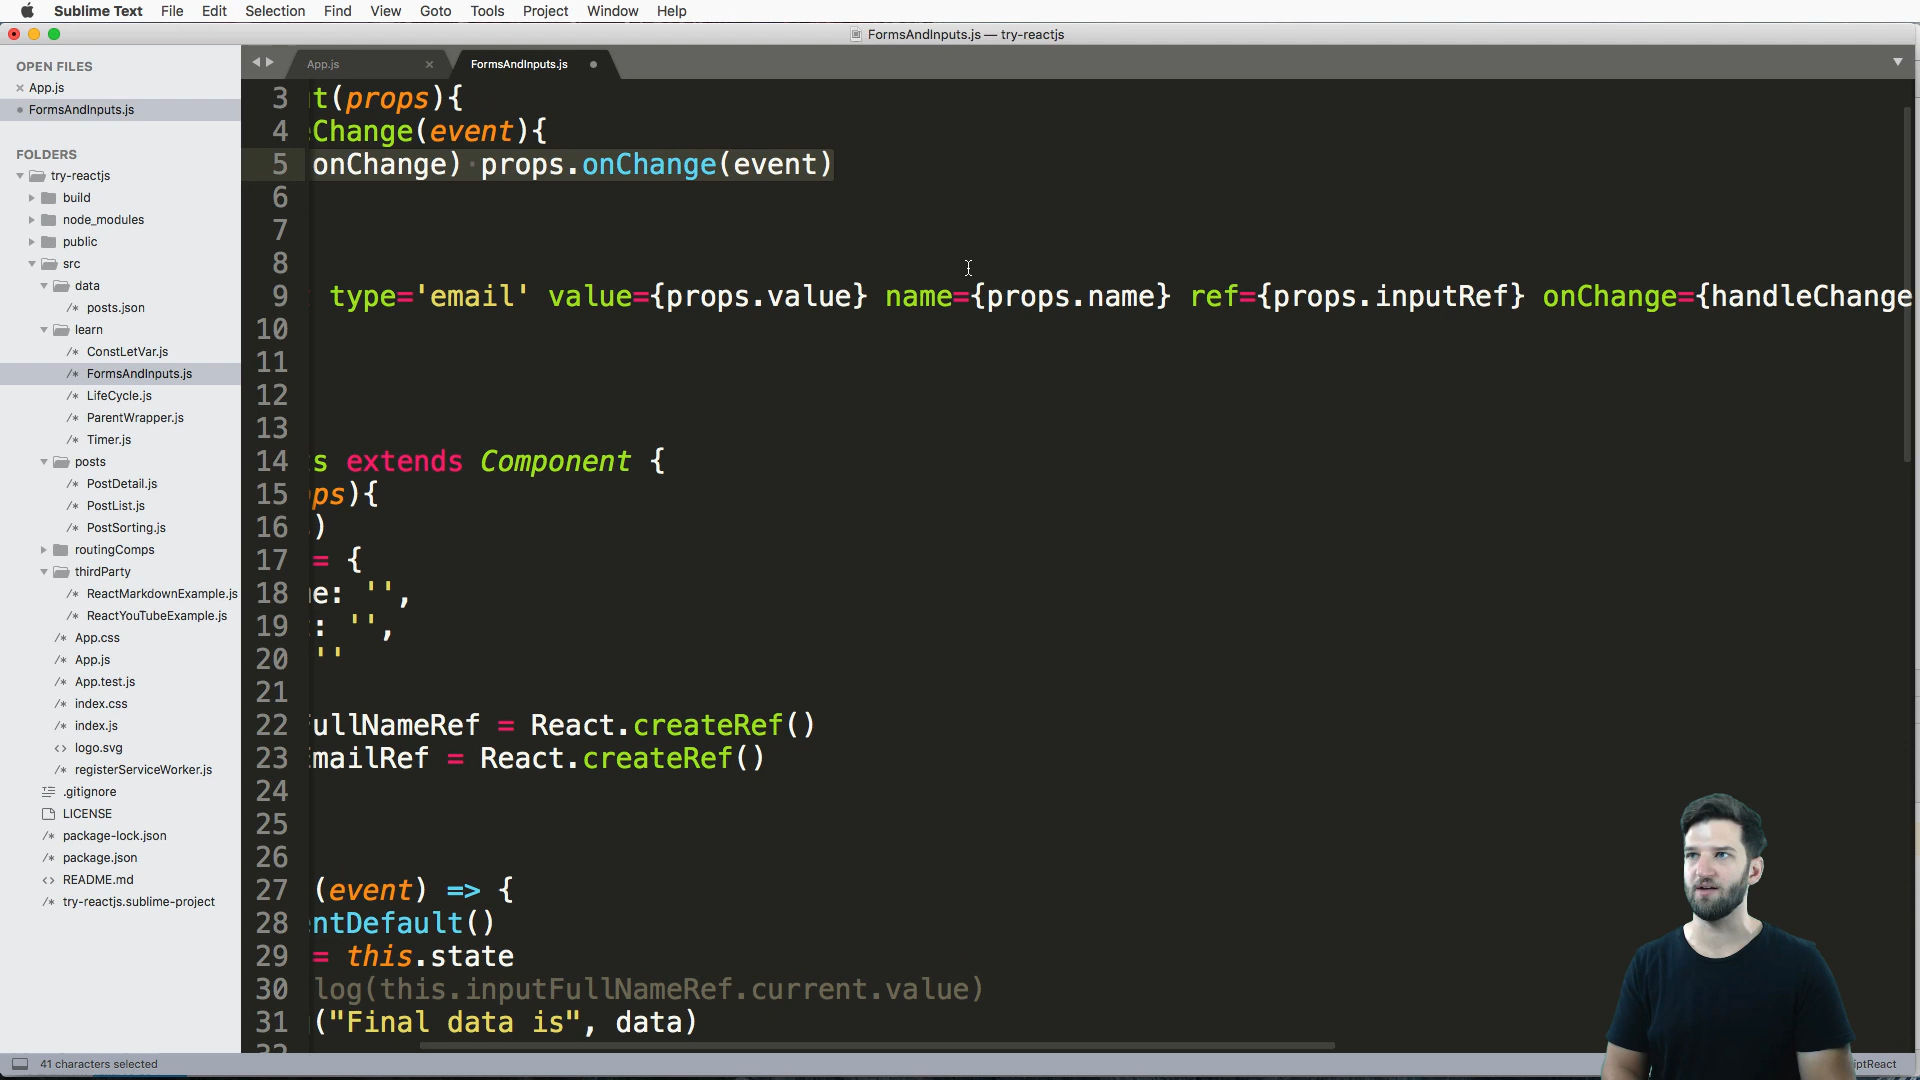 Sublime Text File Edit Selection Find View Goto Tools Project Window Help
FormsAndInputs.js — try-reactjs
OPEN FILES
App.js
FormsAndInputs.js
FOLDERS
try-reactjs
build
node_modules
public
src
data
/* posts.json
learn
/* ConstLetVar.js
/* FormsAndInputs.js
/* LifeCycle.js
/* ParentWrapper.js
/* Timer.js
posts
/* PostDetail.js
/* PostList.js
/* PostSorting.js
routingComps
thirdParty
/* ReactMarkdownExample.js
/* ReactYouTubeExample.js
/* App.css
/* App.js
/* App.test.js
/* index.css
/* index.js
<> logo.svg
/* registerServiceWorker.js
.gitignore
LICENSE
/* package-lock.json
/* package.json
<> README.md
/* try-reactjs.sublime-project
App.js FormsAndInputs.js
3 t(props){
4 Change(event){
5 onChange) props.onChange(event)
6
7
8
9 type='email' value={props.value} name={props.name} ref={props.inputRef} onChange={handleChange
10
11
12
13
14 s extends Component {
15 ps){
16 )
17 = {
18 e: '',
19 : '',
20 ''
21
22 ullNameRef = React.createRef()
23 mailRef = React.createRef()
24
25
26
27 (event) => {
28 ntDefault()
29 = this.state
30 log(this.inputFullNameRef.current.value)
31 ("Final data is", data)
41 characters selected
iptReact